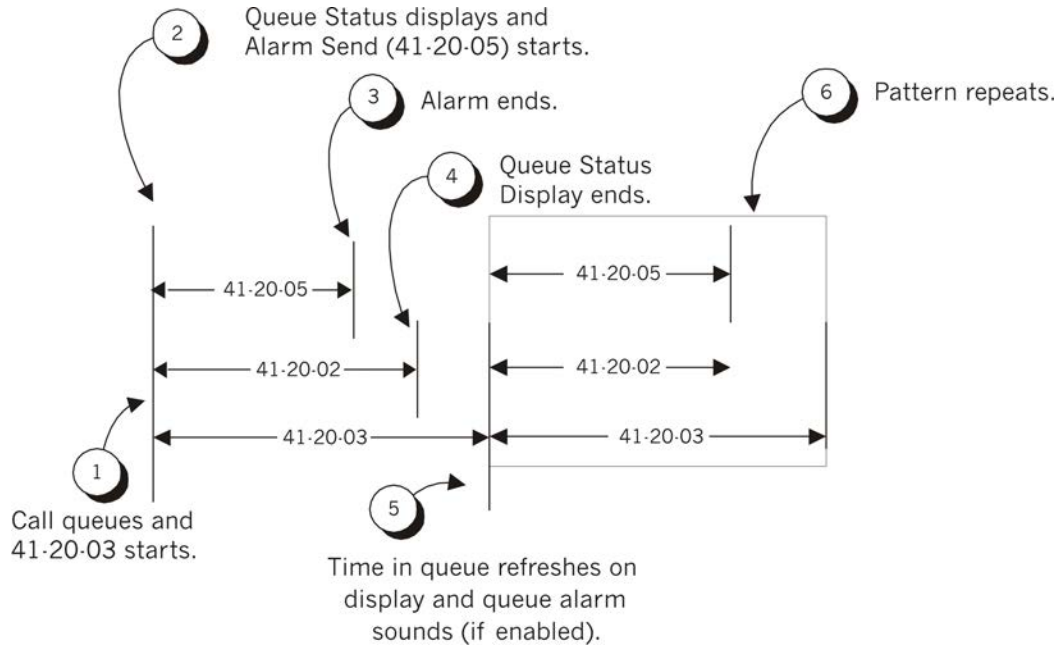 2
Queue Status displays and
Alarm Send (41-20-05) starts.
3
Alarm ends.
4
Queue Status
Display ends.
6
Pattern repeats.
41-20-05
41-20-02
41-20-03
41-20-05
41-20-02
41-20-03
1
Call queues and
41-20-03 starts.
5
Time in queue refreshes on
display and queue alarm
sounds (if enabled).